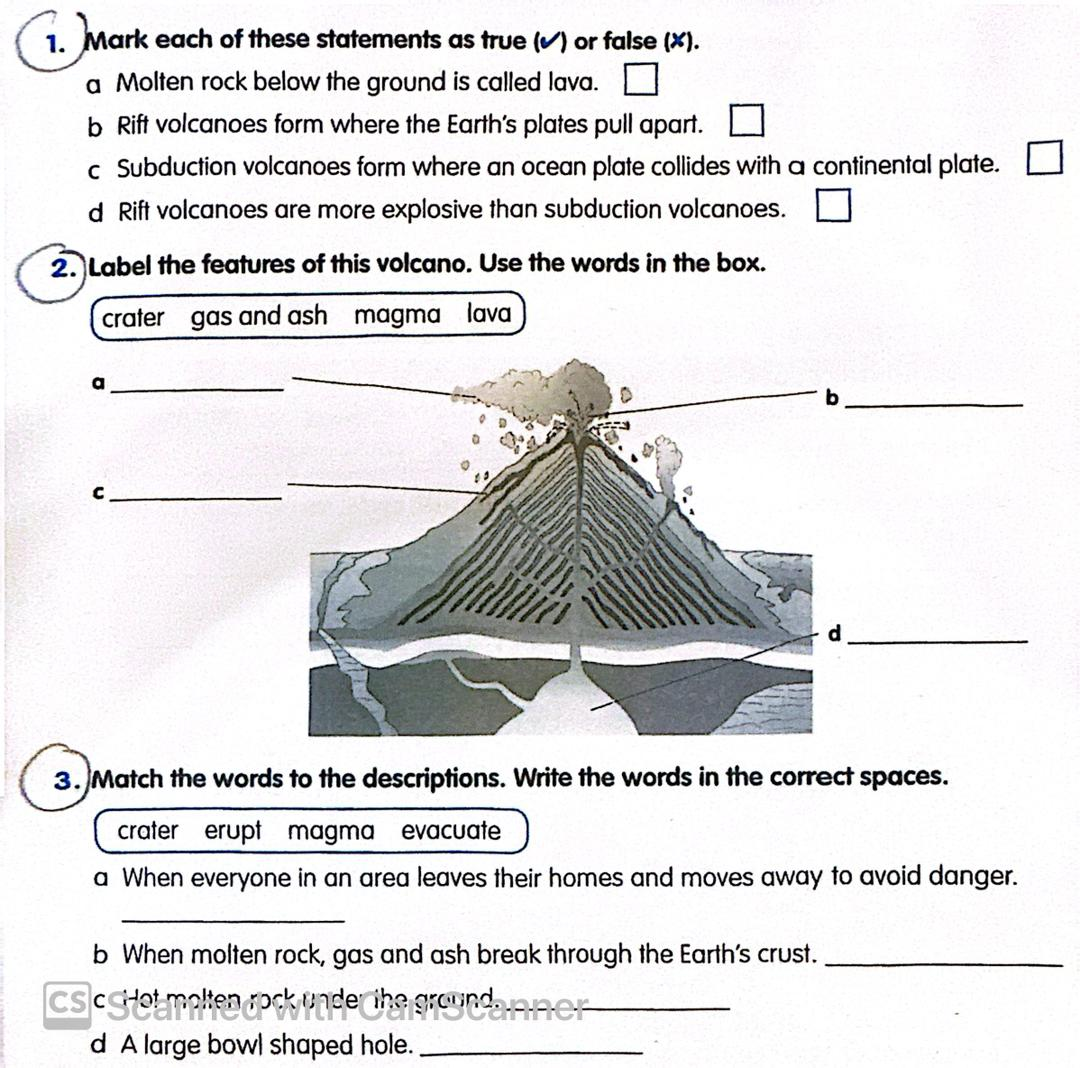 1. Mark each of these statements as true (✔) or false (✘).
a Molten rock below the ground is called lava.
b Rift volcanoes form where the Earth's plates pull apart.
c Subduction volcanoes form where an ocean plate collides with a continental plate.
d Rift volcanoes are more explosive than subduction volcanoes.
2. Label the features of this volcano. Use the words in the box.
crater gas and ash magma lava
a
b
c
d
3. Match the words to the descriptions. Write the words in the correct spaces.
crater erupt magma evacuate
a When everyone in an area leaves their homes and moves away to avoid danger.
b When molten rock, gas and ash break through the Earth's crust.
c Hot molten rock under the ground.
CS Scanned with CamScanner
d A large bowl shaped hole.